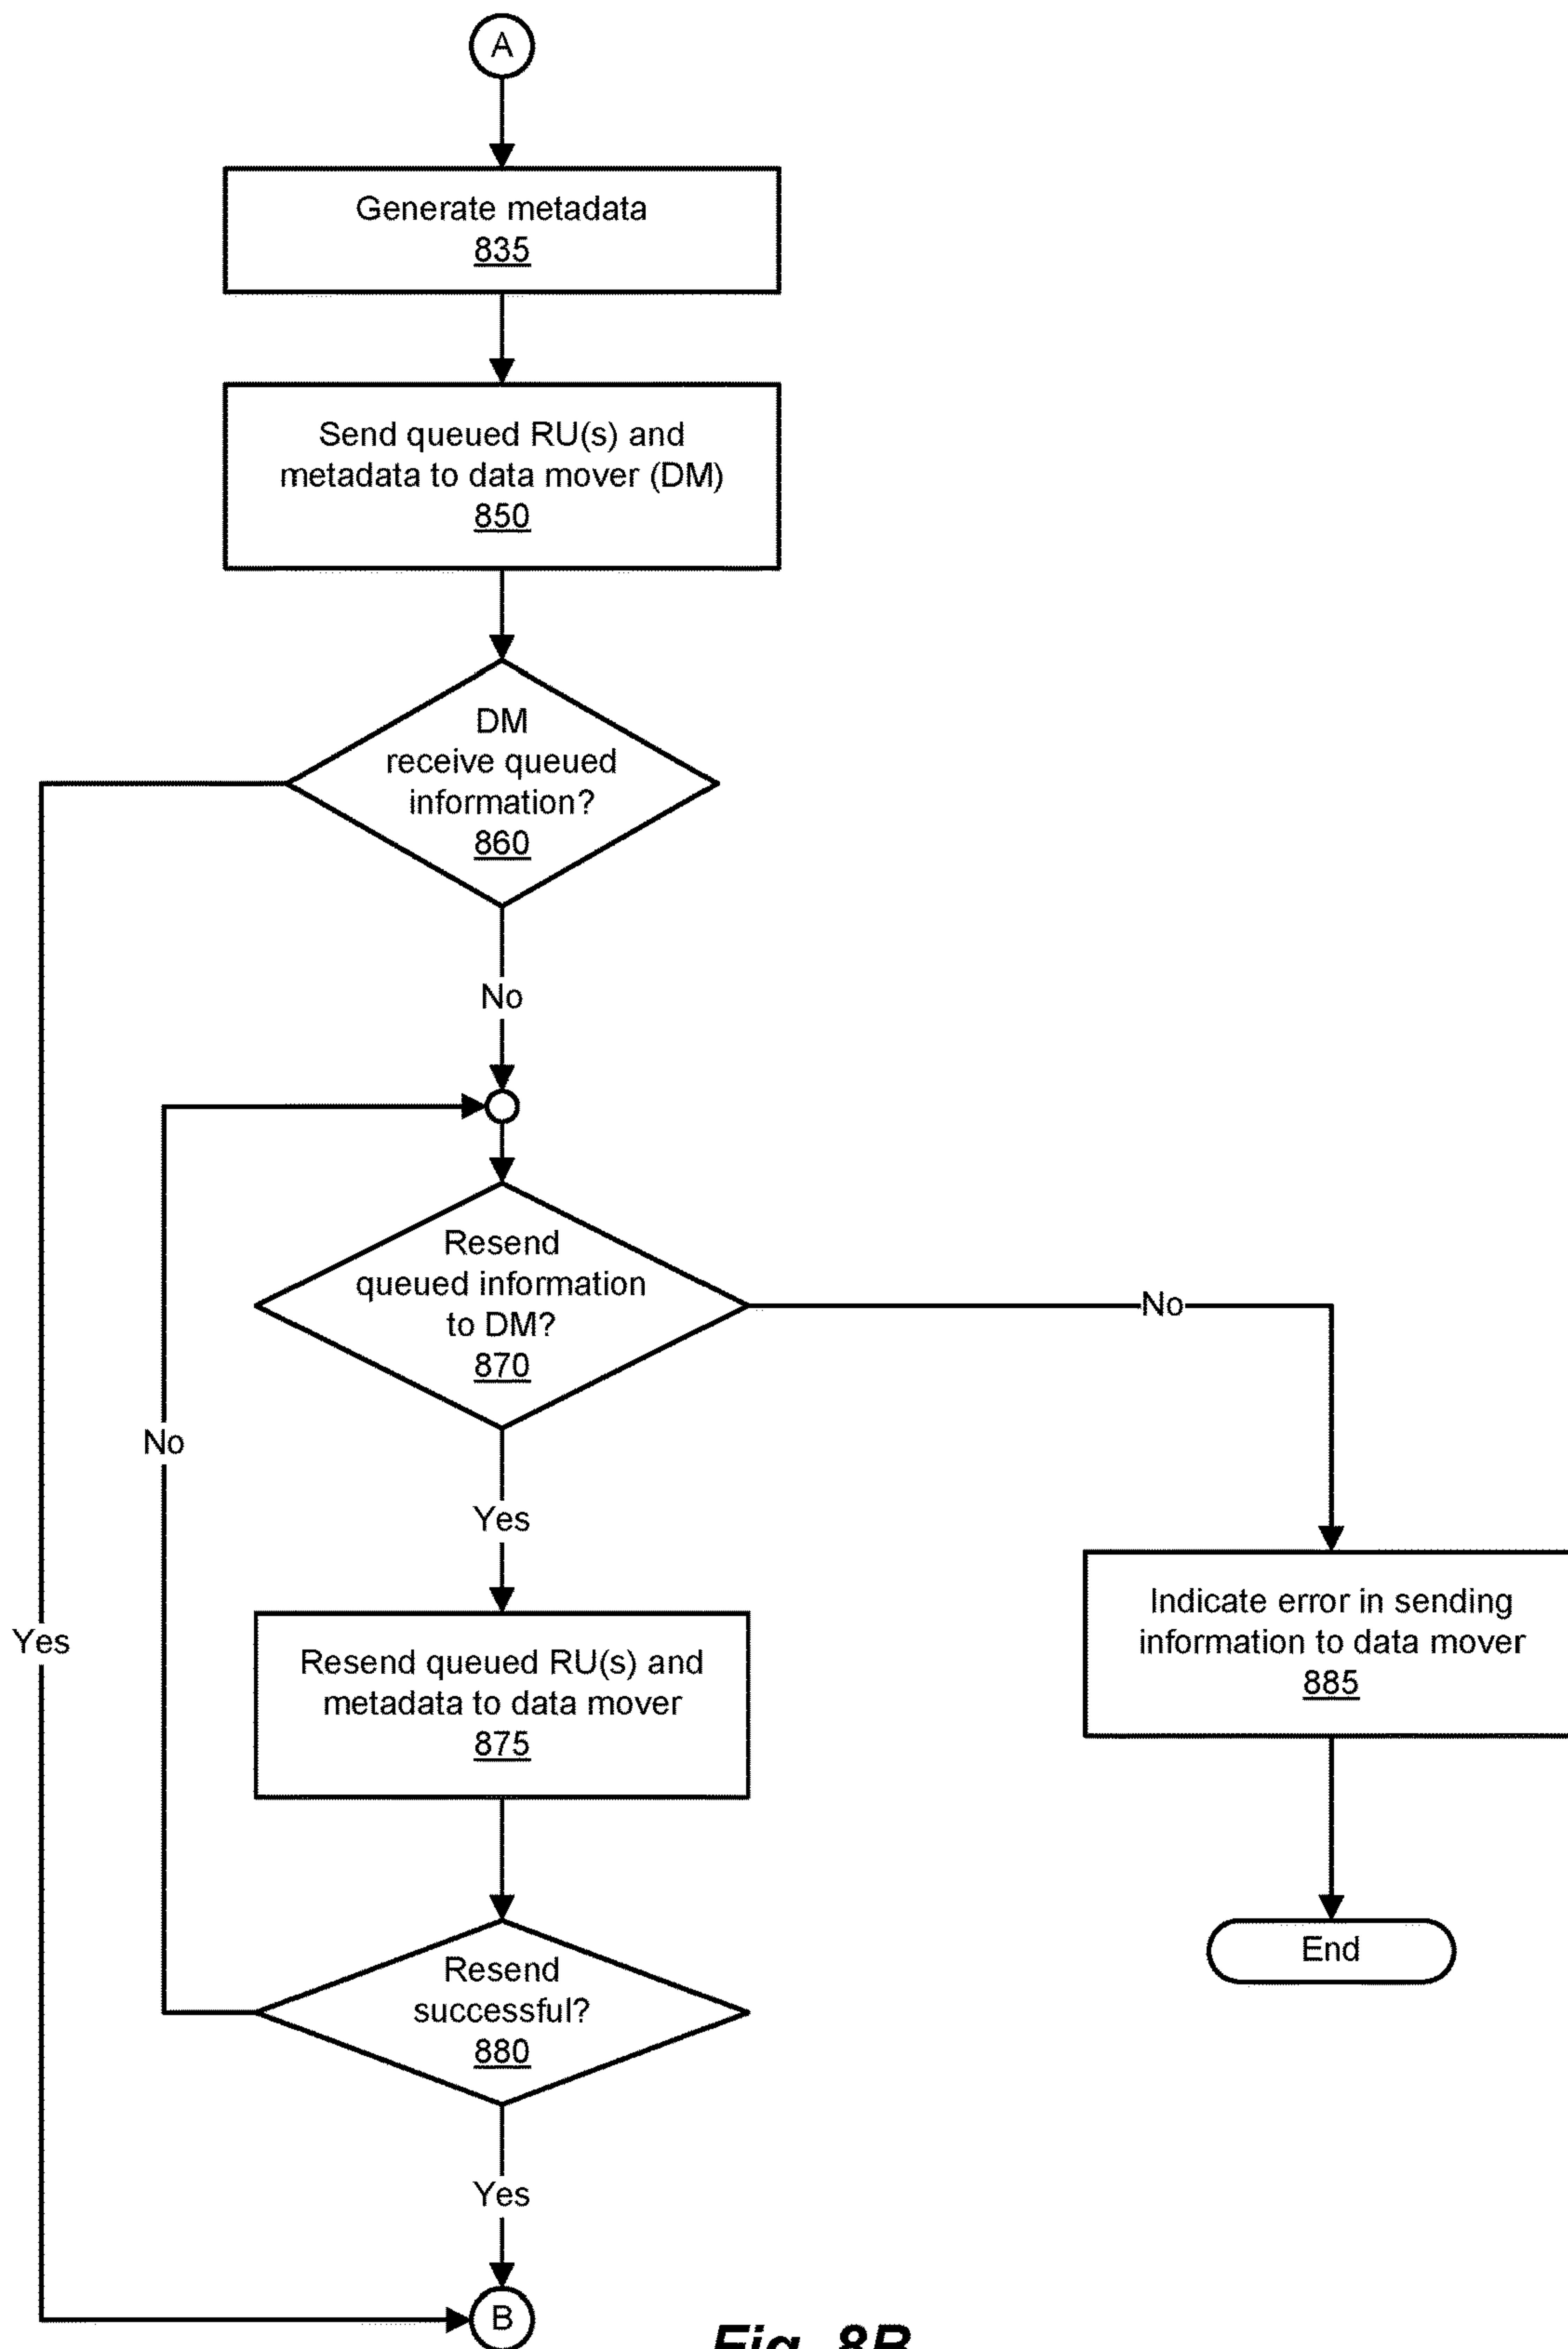 A
Generate metadata
835
Send queued RU(s) and
metadata to data mover (DM)
850
DM
receive queued
information?
860
No
Resend
queued information
to DM?
870
No
No
Yes
Resend queued RU(s) and
metadata to data mover
875
Indicate error in sending
information to data mover
885
Yes
Resend
successful?
880
End
Yes
B
Fig. 8B